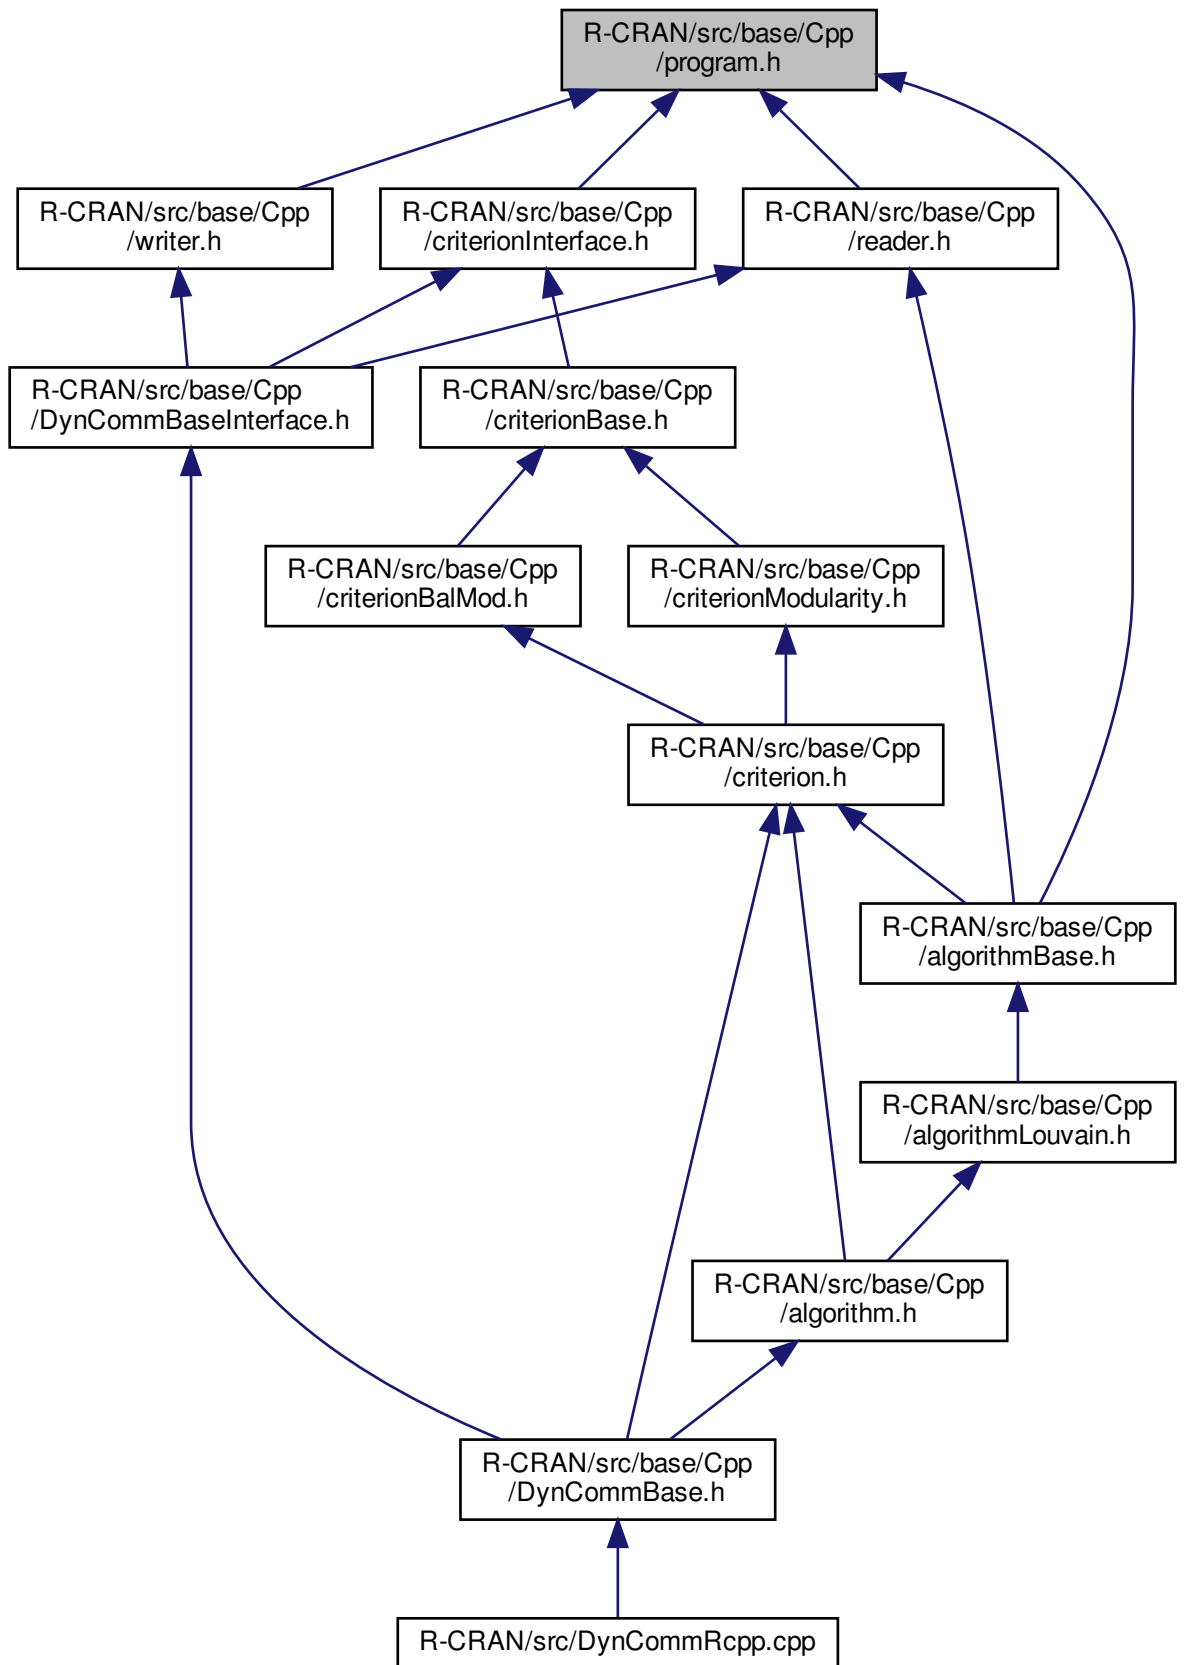 R-CRAN/src/base/Cpp
/program.h
R-CRAN/src/base/Cpp
/writer.h
R-CRAN/src/base/Cpp
/criterionInterface.h
R-CRAN/src/base/Cpp
/reader.h
R-CRAN/src/base/Cpp
/DynCommBaseInterface.h
R-CRAN/src/base/Cpp
/criterionBase.h
R-CRAN/src/base/Cpp
/criterionBalMod.h
R-CRAN/src/base/Cpp
/criterionModularity.h
R-CRAN/src/base/Cpp
/criterion.h
R-CRAN/src/base/Cpp
/algorithmBase.h
R-CRAN/src/base/Cpp
/algorithmLouvain.h
R-CRAN/src/base/Cpp
/algorithm.h
R-CRAN/src/base/Cpp
/DynCommBase.h
R-CRAN/src/DynCommRcpp.cpp